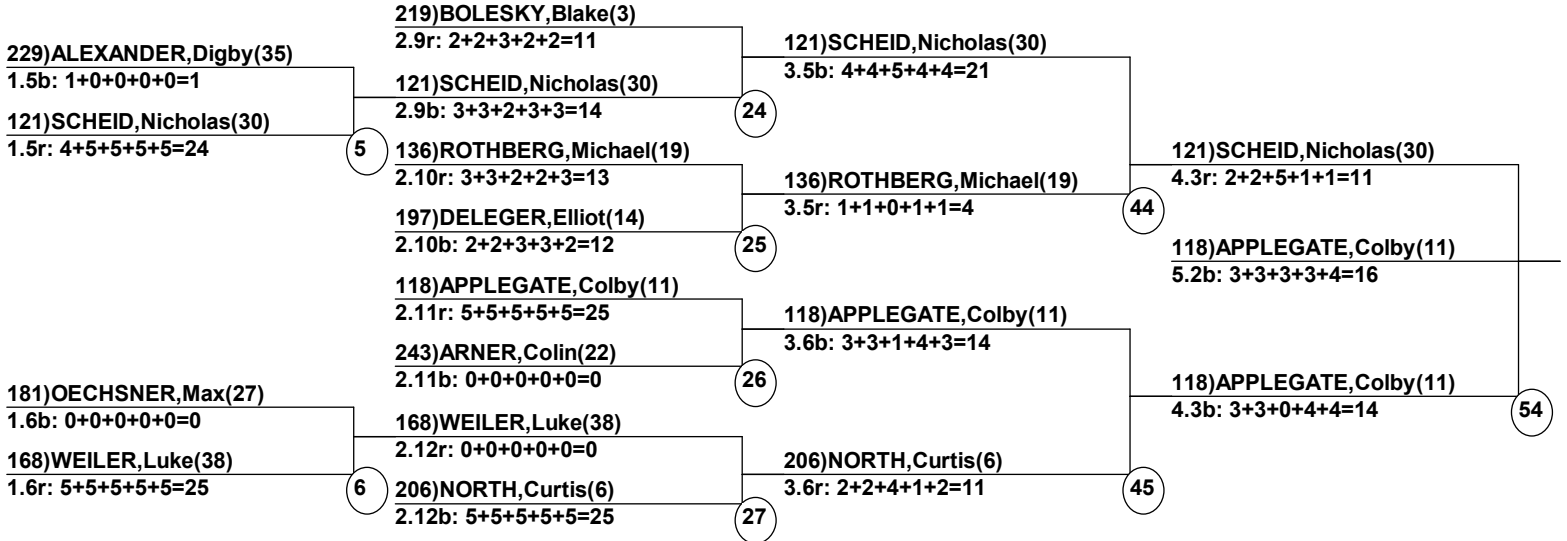 229)ALEXANDER,Digby(35)
1.5b: 1+0+0+0+0=1
121)SCHEID,Nicholas(30)
1.5r: 4+5+5+5+5=24
5
181)OECHSNER,Max(27)
1.6b: 0+0+0+0+0=0
168)WEILER,Luke(38)
1.6r: 5+5+5+5+5=25
6
219)BOLESKY,Blake(3)
2.9r: 2+2+3+2+2=11
121)SCHEID,Nicholas(30)
2.9b: 3+3+2+3+3=14
24
136)ROTHBERG,Michael(19)
2.10r: 3+3+2+2+3=13
197)DELEGER,Elliot(14)
2.10b: 2+2+3+3+2=12
25
118)APPLEGATE,Colby(11)
2.11r: 5+5+5+5+5=25
243)ARNER,Colin(22)
2.11b: 0+0+0+0+0=0
26
168)WEILER,Luke(38)
2.12r: 0+0+0+0+0=0
206)NORTH,Curtis(6)
2.12b: 5+5+5+5+5=25
27
121)SCHEID,Nicholas(30)
3.5b: 4+4+5+4+4=21
136)ROTHBERG,Michael(19)
3.5r: 1+1+0+1+1=4
44
118)APPLEGATE,Colby(11)
3.6b: 3+3+1+4+3=14
206)NORTH,Curtis(6)
3.6r: 2+2+4+1+2=11
45
121)SCHEID,Nicholas(30)
4.3r: 2+2+5+1+1=11
118)APPLEGATE,Colby(11)
5.2b: 3+3+3+3+4=16
118)APPLEGATE,Colby(11)
4.3b: 3+3+0+4+4=14
54